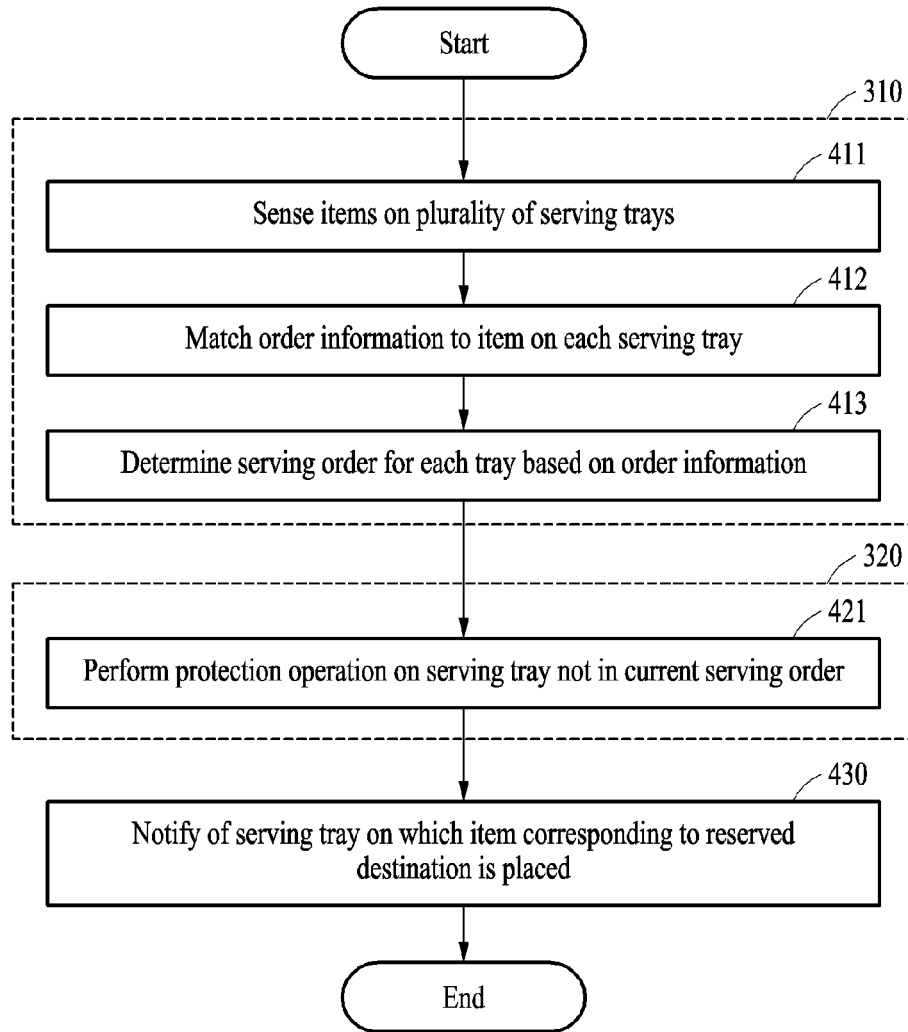 Start
310
411
Sense items on plurality of serving trays
412
Match order information to item on each serving tray
413
Determine serving order for each tray based on order information
320
421
Perform protection operation on serving tray not in current serving order
430
Notify of serving tray on which item corresponding to reserved
destination is placed
End